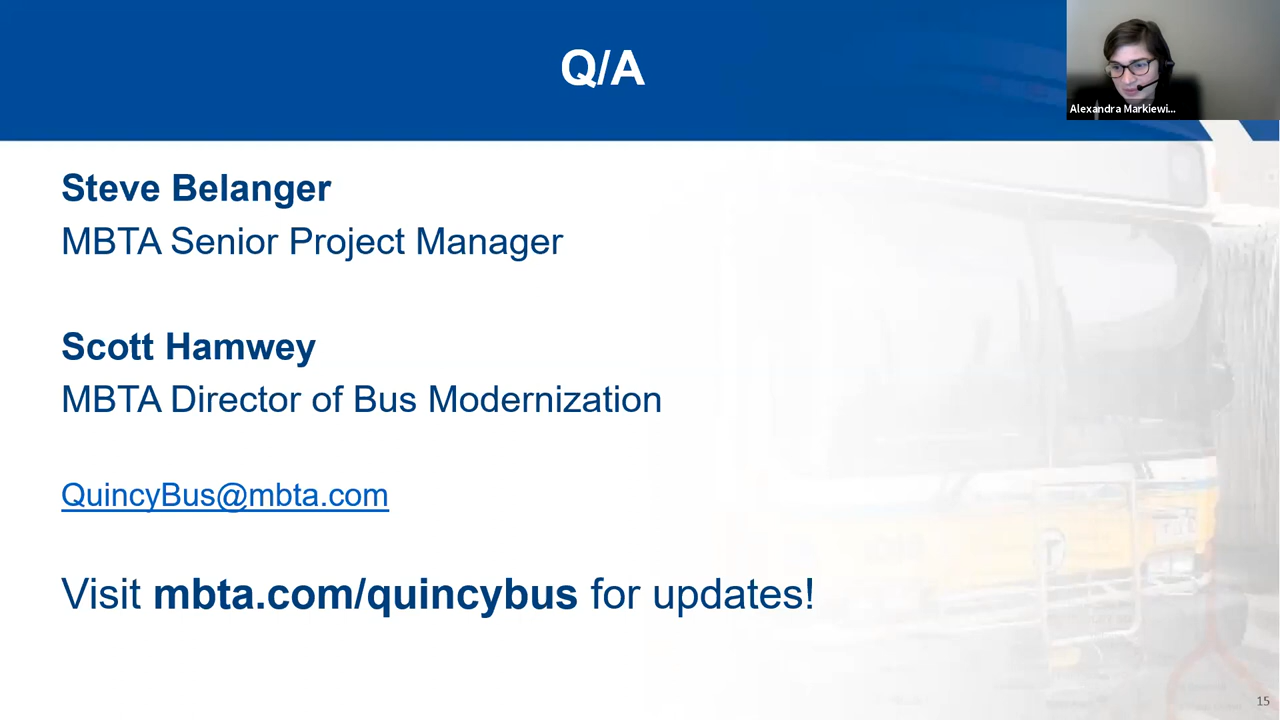 Q/A
Alexandra Markiewi...
Steve Belanger
MBTA Senior Project Manager
Scott Hamwey
MBTA Director of Bus Modernization
QuincyBus@mbta.com
Visit mbta.com/quincybus for updates!
T
15